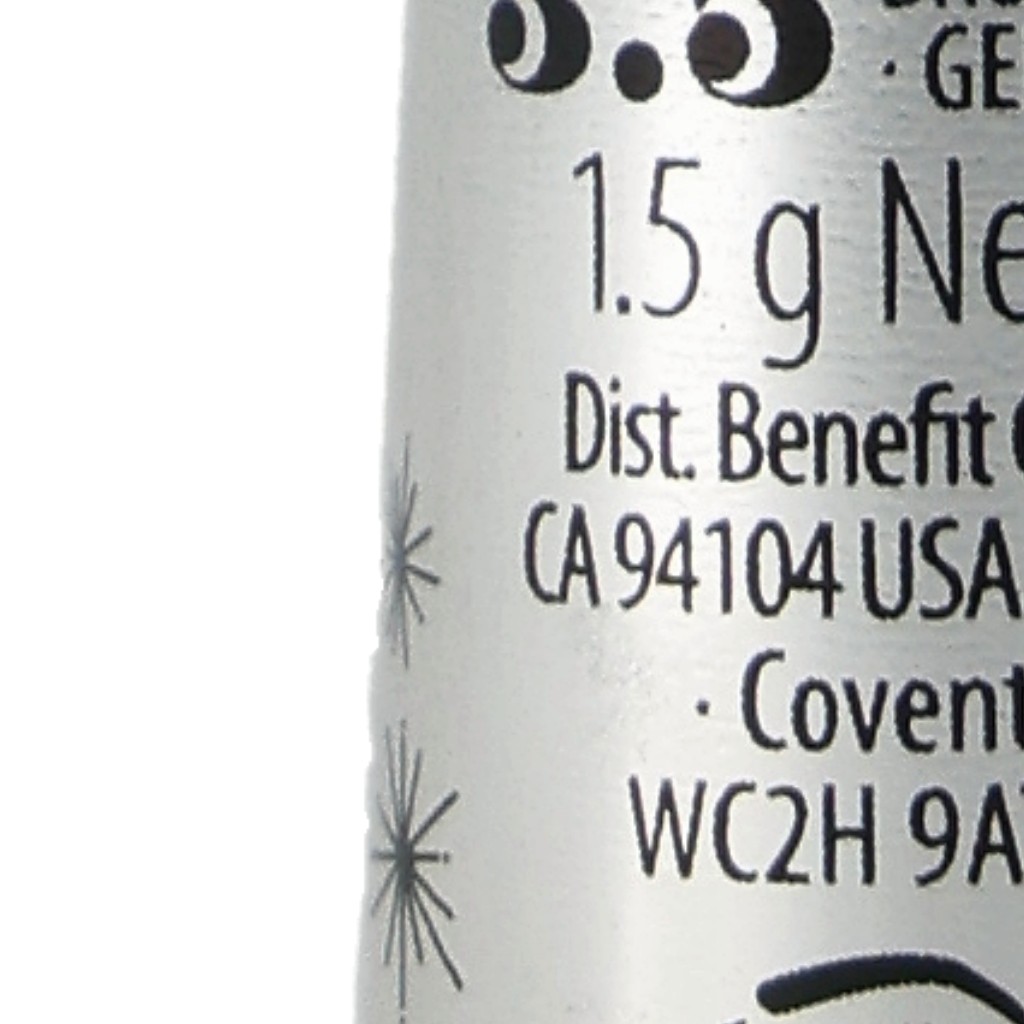 3.5
· GE
1.5 g Ne
Dist. Benefit
CA 94104 USA
· Covent
WC2H 9A